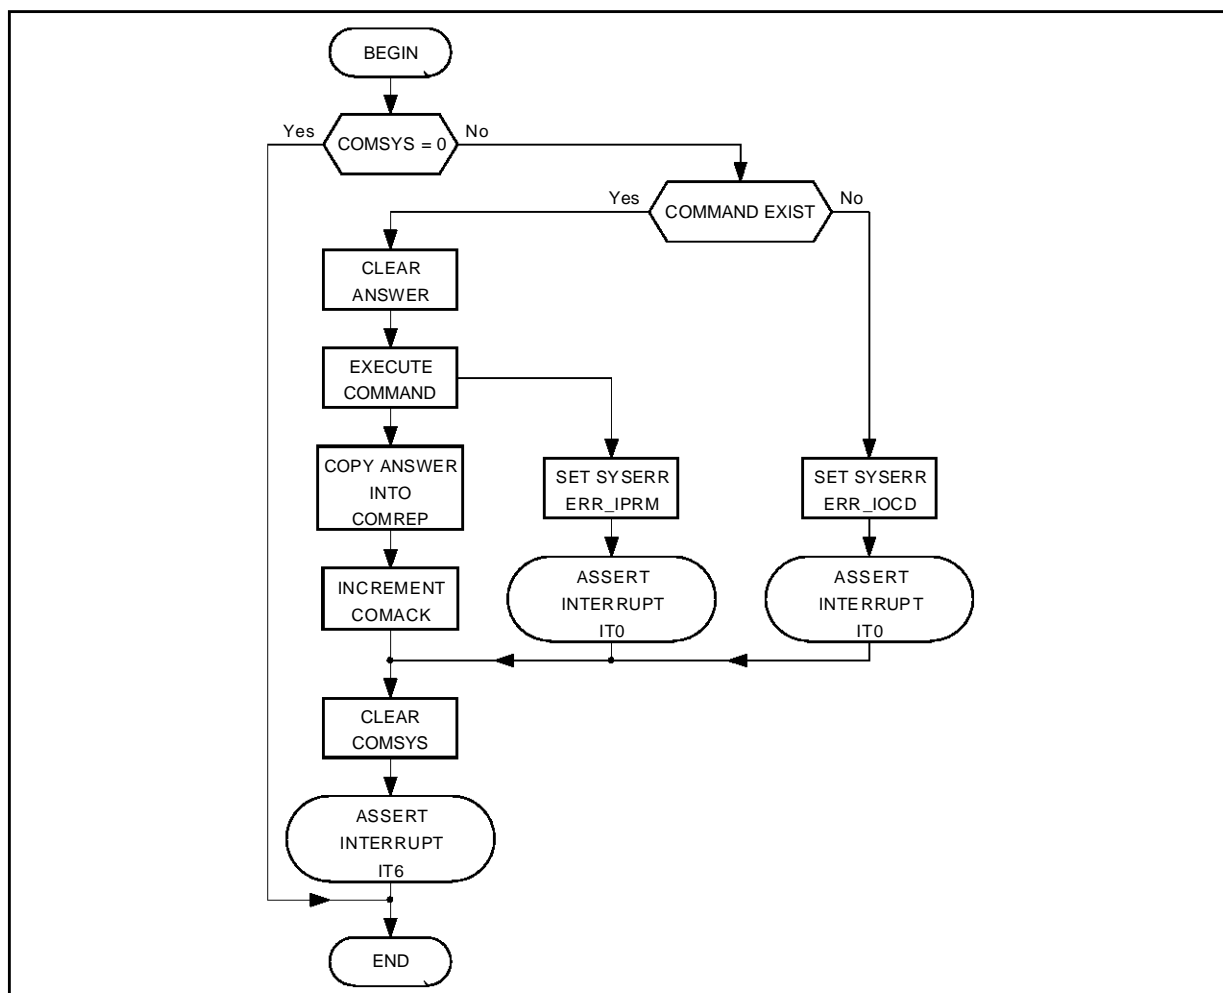 BEGIN
Yes
COMSYS = 0
No
Yes
COMMAND EXIST
No
CLEAR
ANSWER
EXECUTE
COMMAND
COPY ANSWER
INTO
COMREP
SET SYSERR
ERR_IPRM
SET SYSERR
ERR_IOCD
INCREMENT
COMACK
ASSERT
INTERRUPT
IT0
ASSERT
INTERRUPT
IT0
CLEAR
COMSYS
ASSERT
INTERRUPT
IT6
END